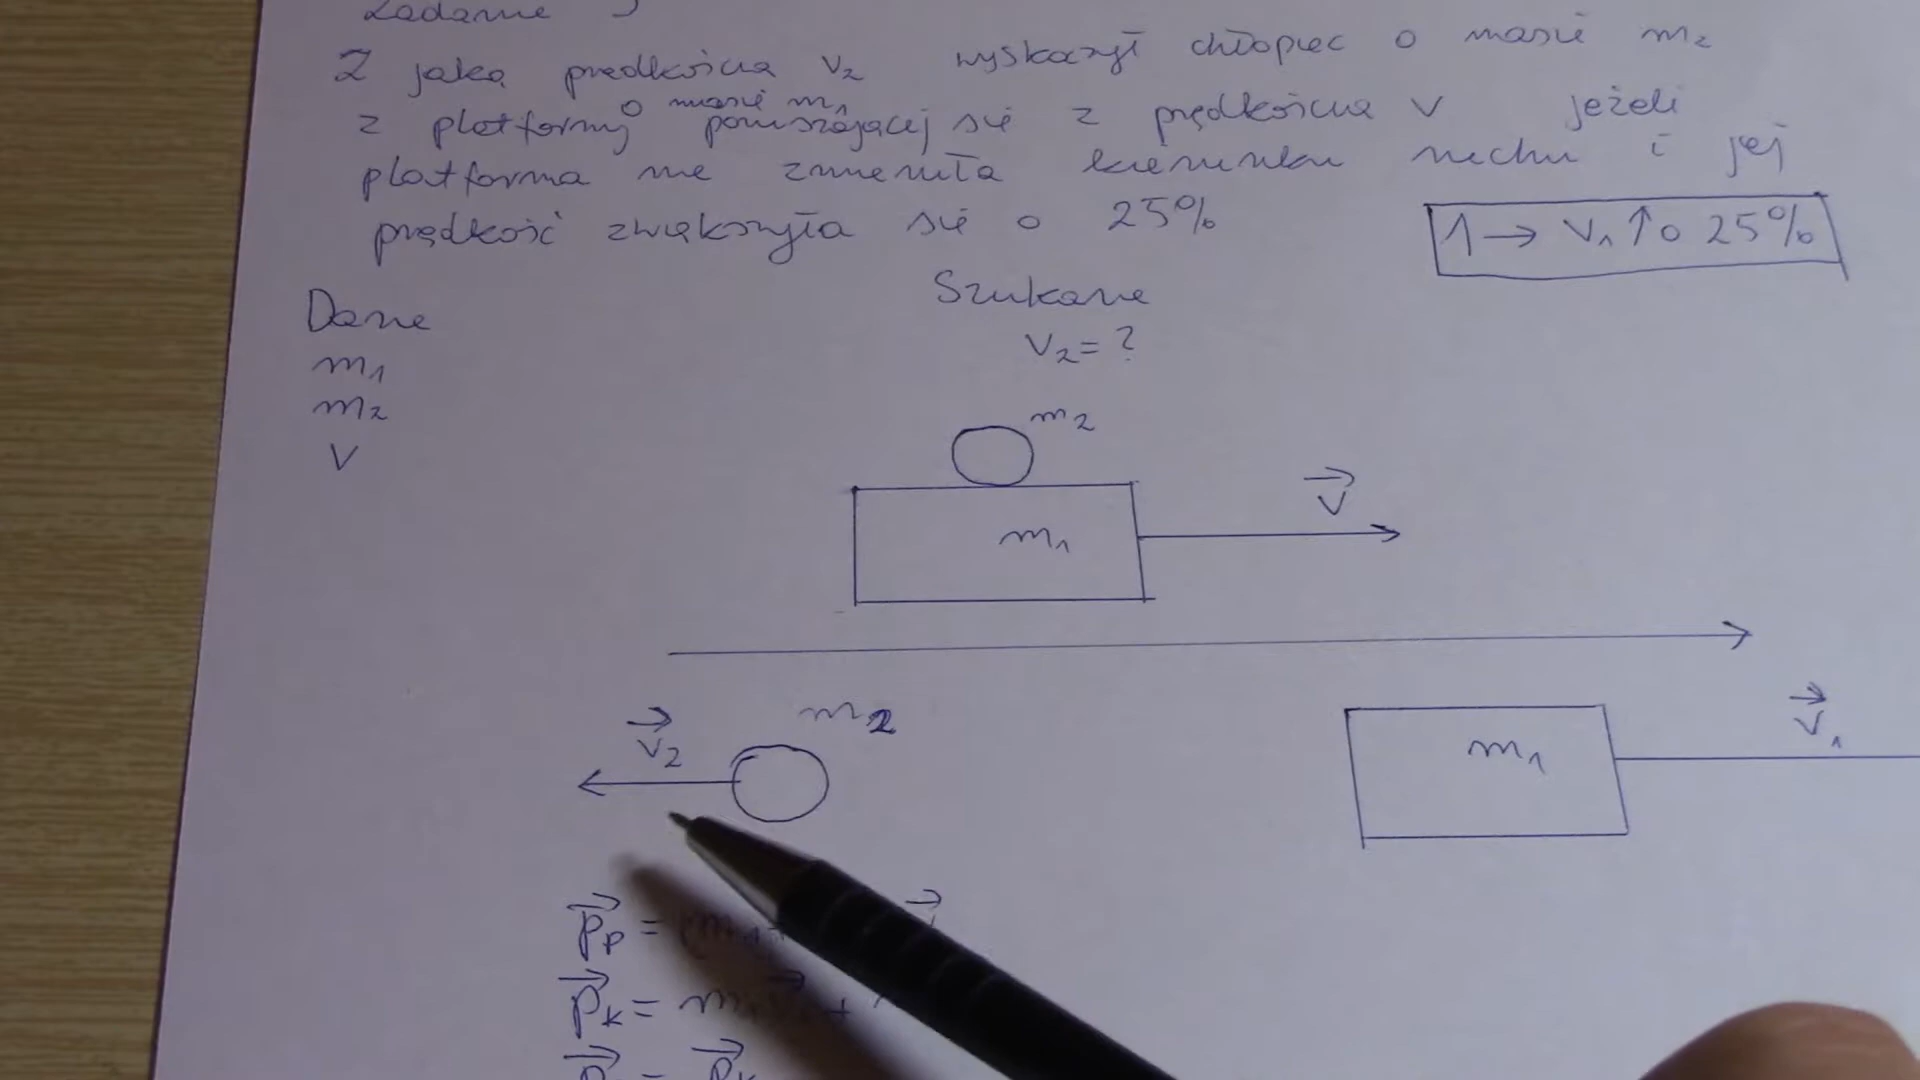 Zadanie
Z jaką prędkością v₂ wyskoczył chłopiec o masie m₂
o masie m₁
z platformy poruszającej się z prędkością v jeżeli
platforma nie zmieniła kierunku ruchu i jej
prędkość zwiększyła się o 25%
1 → v₁ ↑ o 25%
Dane
Szukane
m₁
v₂ = ?
m₂
v
m₂
v⃗
m₁
m₂
v⃗₂
v⃗₁
m₁
p⃗p =
p⃗k = +
=